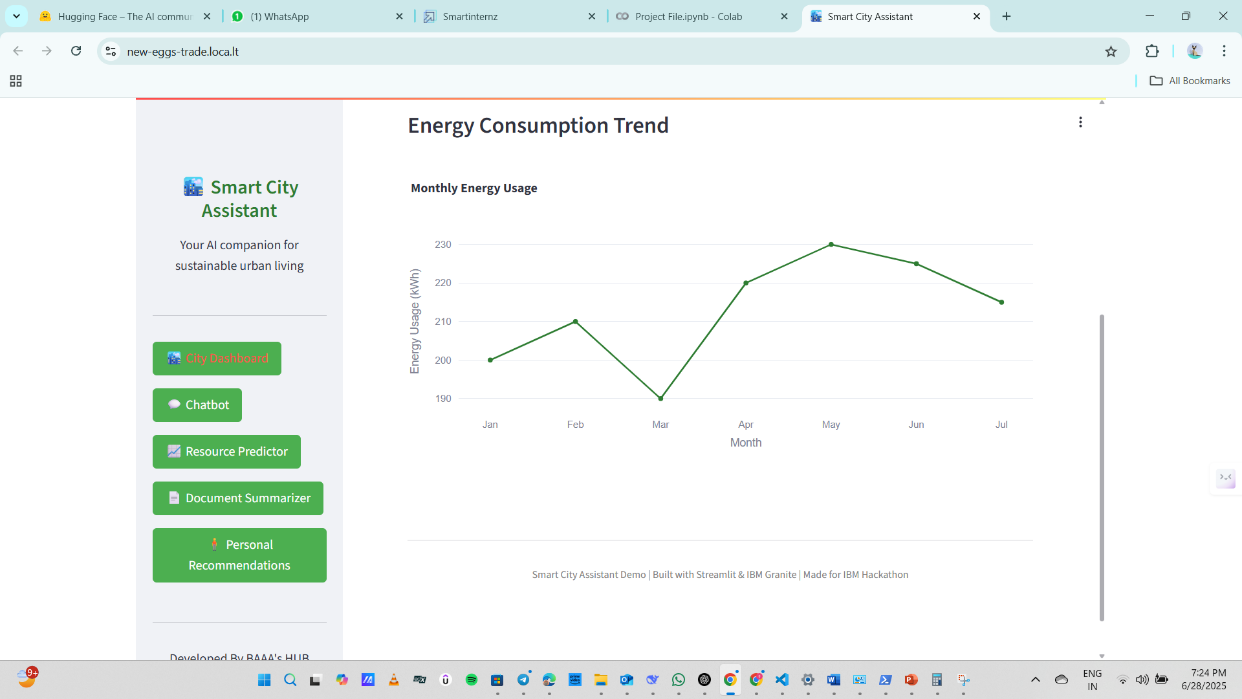 Hugging Face – The AI commu
(1) WhatsApp
Smartinternz
Project File.ipynb - Colab
Smart City Assistant
new-eggs-trade.loca.lt
All Bookmarks
Smart City
Assistant
Your AI companion for
sustainable urban living
City Dashboard
Chatbot
Resource Predictor
Document Summarizer
Personal
Recommendations
Developed By BAAA's HUB
Energy Consumption Trend
Monthly Energy Usage
Energy Usage (kWh)
230
220
210
200
190
Jan Feb Mar Apr May Jun Jul
Month
Smart City Assistant Demo | Built with Streamlit & IBM Granite | Made for IBM Hackathon
9+
ENG
IN
7:24 PM
6/28/2025